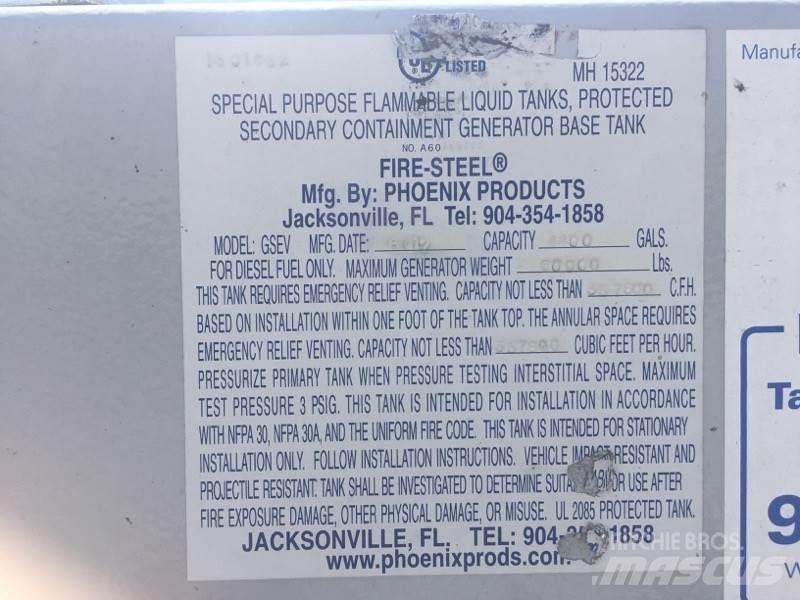 Manufa
UL LISTED MH 15322
SPECIAL PURPOSE FLAMMABLE LIQUID TANKS, PROTECTED
SECONDARY CONTAINMENT GENERATOR BASE TANK
NO. A60
FIRE-STEEL®
Mfg. By: PHOENIX PRODUCTS
Jacksonville, FL Tel: 904-354-1858
MODEL: GSEV MFG. DATE: CAPACITY GALS.
FOR DIESEL FUEL ONLY. MAXIMUM GENERATOR WEIGHT 60000 Lbs.
THIS TANK REQUIRES EMERGENCY RELIEF VENTING. CAPACITY NOT LESS THAN C.F.H.
BASED ON INSTALLATION WITHIN ONE FOOT OF THE TANK TOP. THE ANNULAR SPACE REQUIRES
EMERGENCY RELIEF VENTING. CAPACITY NOT LESS THAN CUBIC FEET PER HOUR.
PRESSURIZE PRIMARY TANK WHEN PRESSURE TESTING INTERSTITIAL SPACE. MAXIMUM
TEST PRESSURE 3 PSIG. THIS TANK IS INTENDED FOR INSTALLATION IN ACCORDANCE
WITH NFPA 30, NFPA 30A, AND THE UNIFORM FIRE CODE. THIS TANK IS INTENDED FOR STATIONARY
INSTALLATION ONLY. FOLLOW INSTALLATION INSTRUCTIONS. VEHICLE IMPACT RESISTANT AND
PROJECTILE RESISTANT. TANK SHALL BE INVESTIGATED TO DETERMINE FOR USE AFTER
FIRE EXPOSURE DAMAGE, OTHER PHYSICAL DAMAGE, OR MISUSE. UL 2085 PROTECTED TANK.
JACKSONVILLE, FL. TEL: 904- 1858
www.phoenixprods.com
Ta
9
W
RITCHIE BROS.
MASCUS